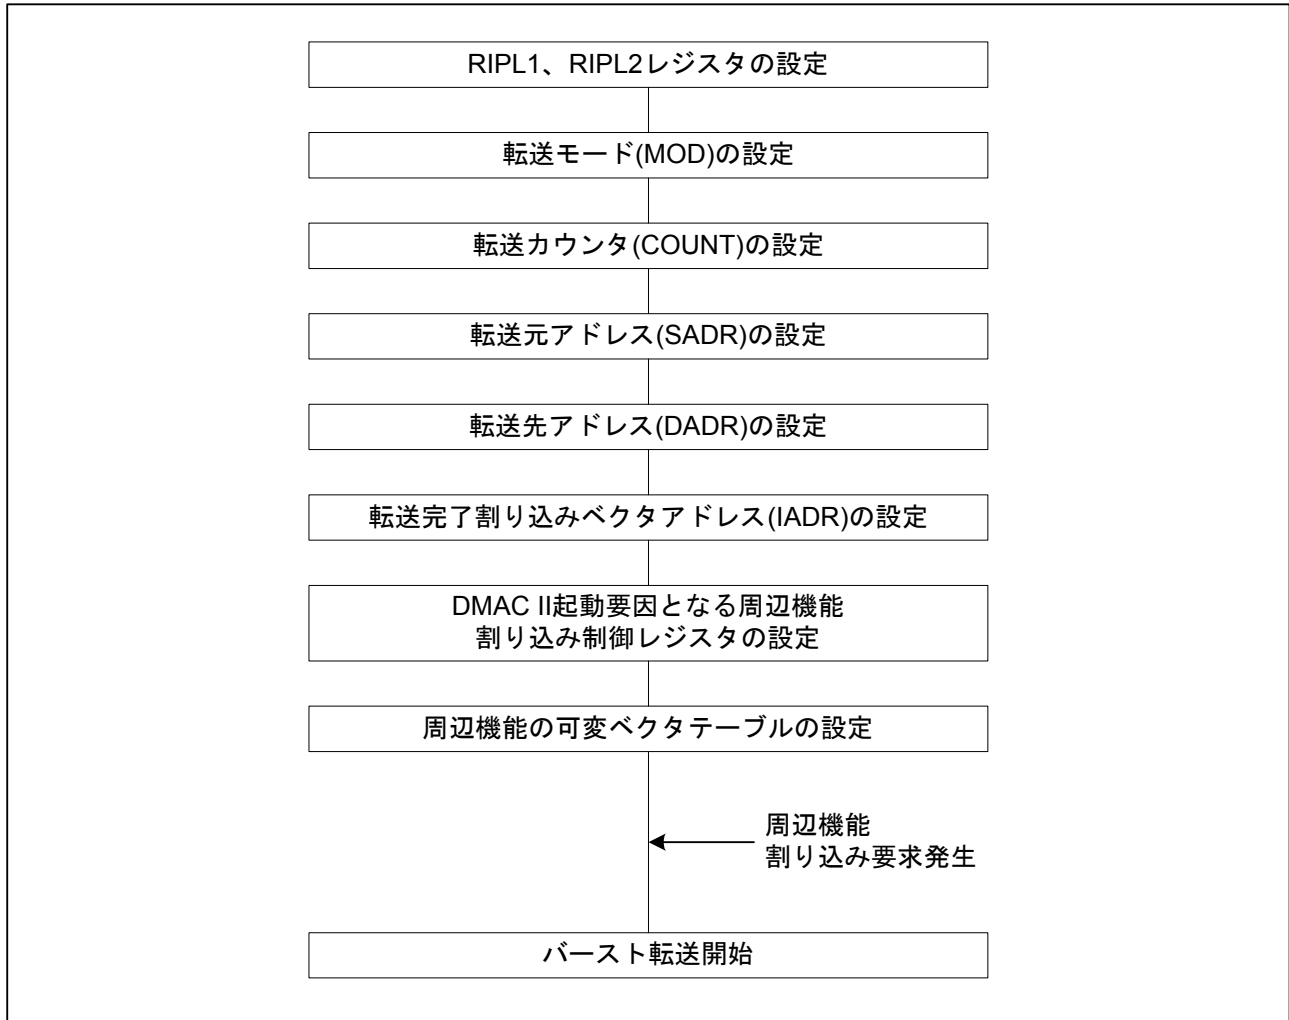 RIPL1、RIPL2レジスタの設定
転送モード(MOD)の設定
転送カウンタ(COUNT)の設定
転送元アドレス(SADR)の設定
転送先アドレス(DADR)の設定
転送完了割り込みベクタアドレス(IADR)の設定
DMAC II起動要因となる周辺機能
割り込み制御レジスタの設定
周辺機能の可変ベクタテーブルの設定
周辺機能
割り込み要求発生
バースト転送開始